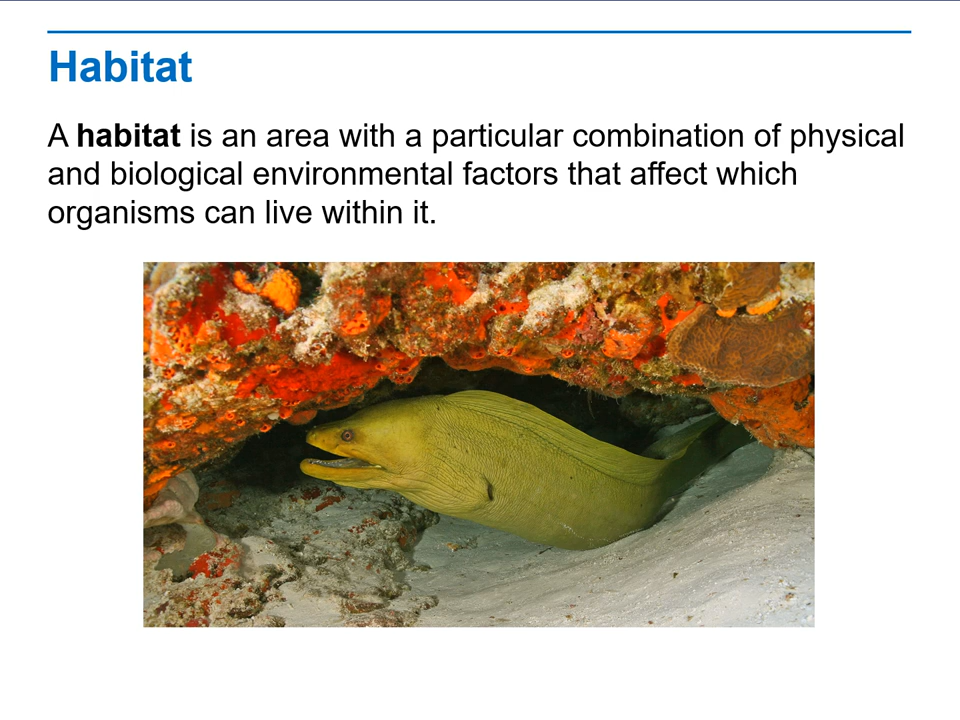 Habitat
A habitat is an area with a particular combination of physical
and biological environmental factors that affect which
organisms can live within it.